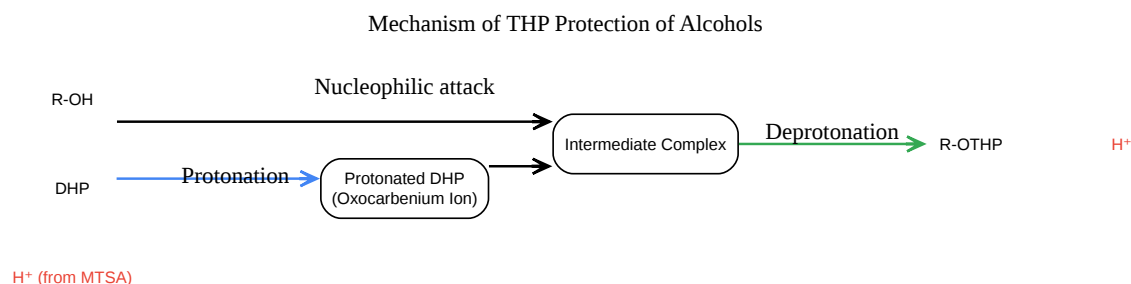 Mechanism of THP Protection of Alcohols
Nucleophilic attack
R-OH
Intermediate Complex
Deprotonation
R-OTHP
H⁺
DHP
Protonation
Protonated DHP
(Oxocarbenium Ion)
H⁺ (from MTSA)